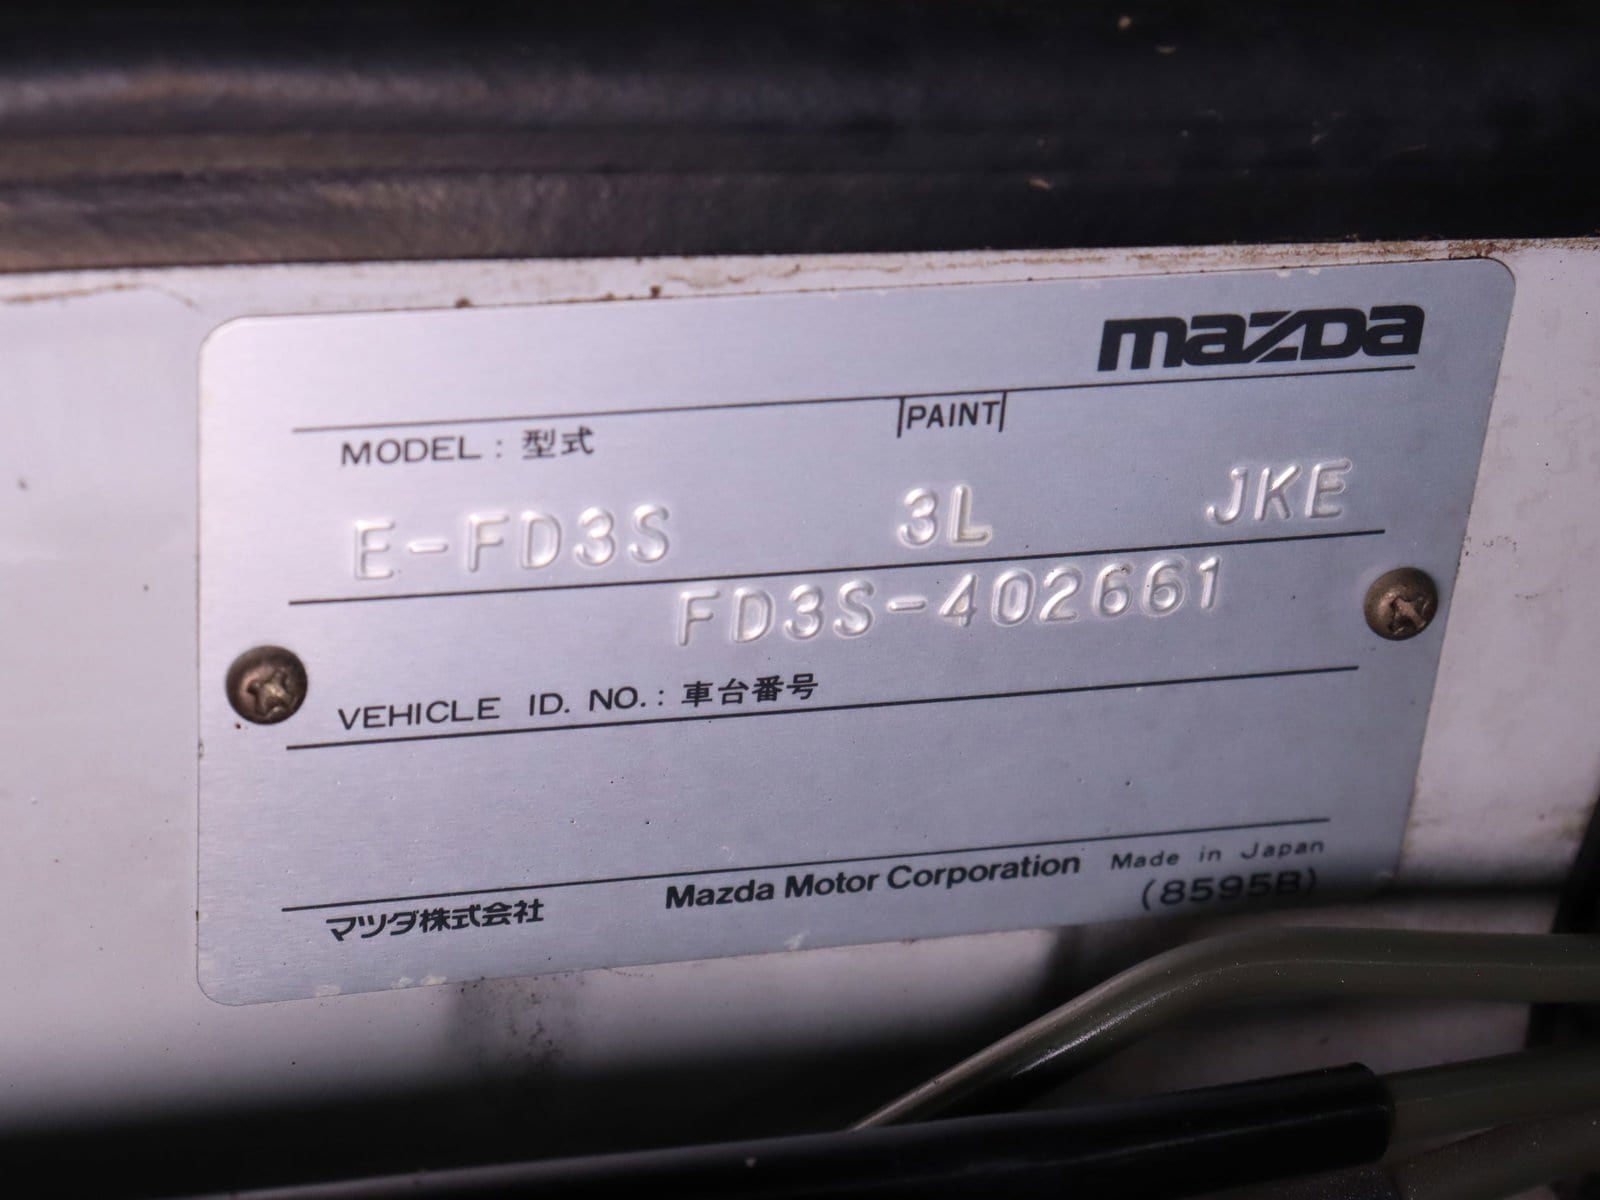 mazda
MODEL : 型式 PAINT
E-FD3S 3L JKE
FD3S-402661
VEHICLE ID. NO. : 車台番号
マツダ株式会社 Mazda Motor Corporation Made in Japan
(8595B)